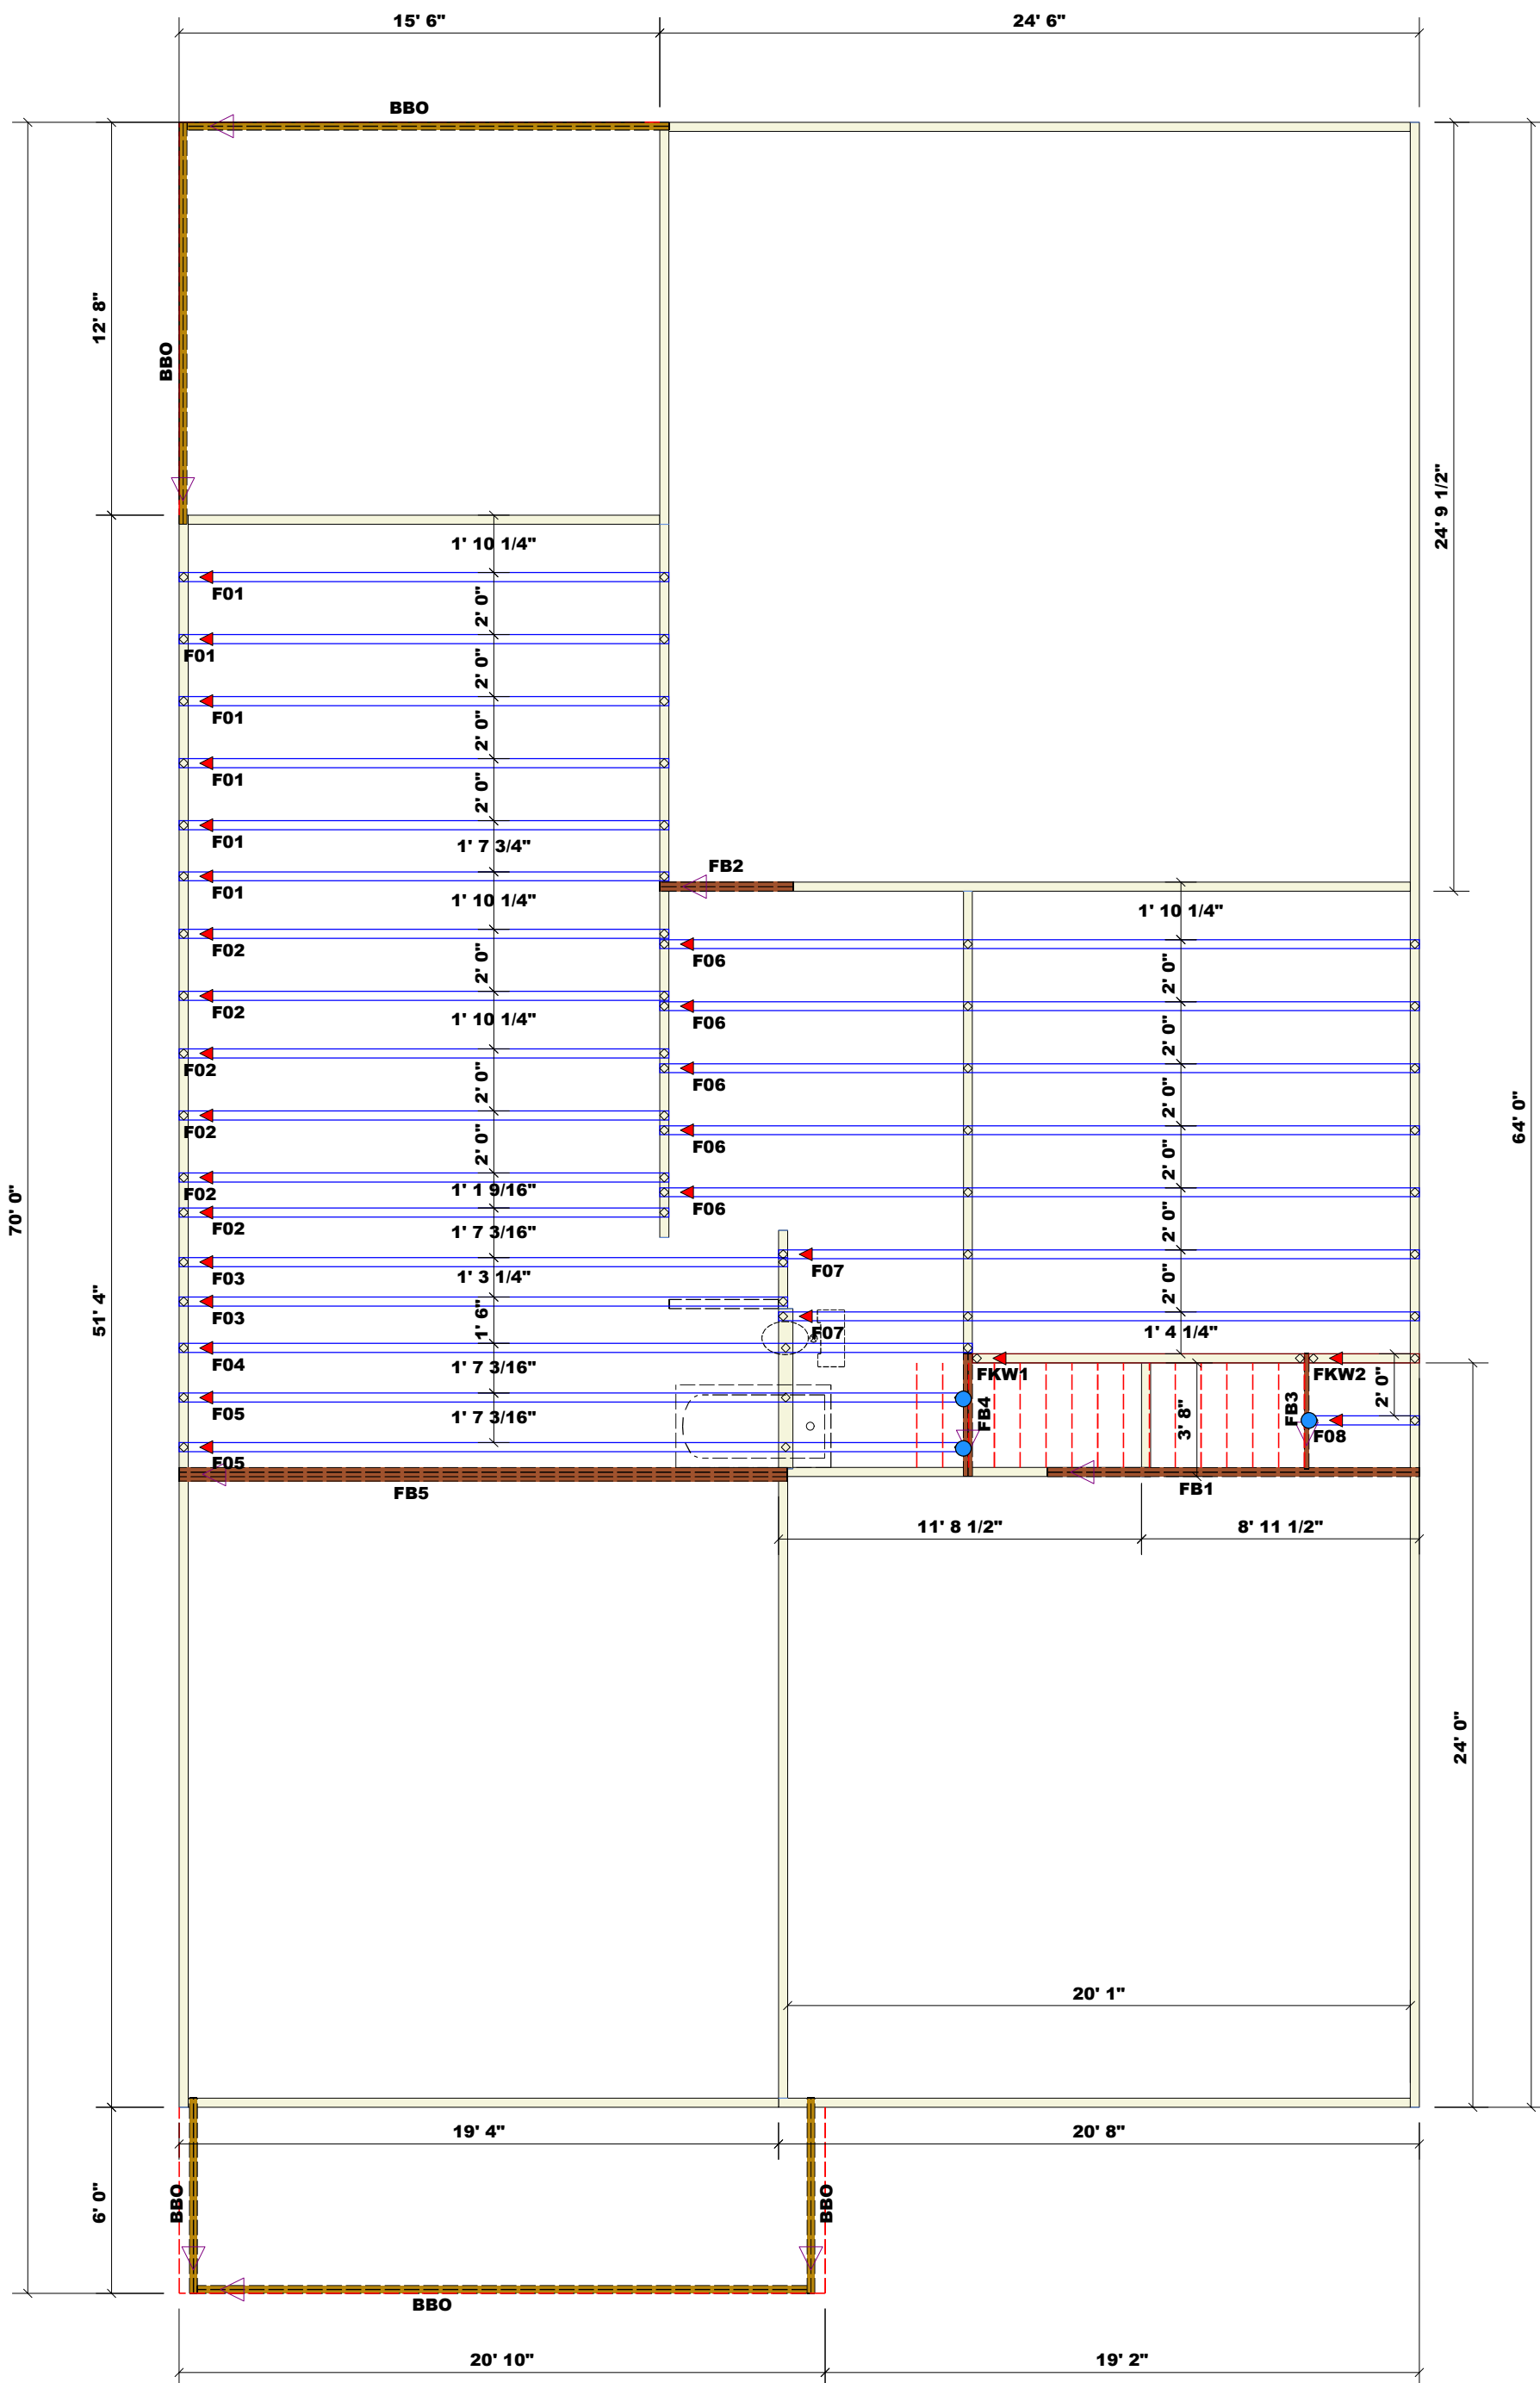 15' 6"
24' 6"
BBO
12' 8"
BBO
24' 9 1/2"
1' 10 1/4"
F01
2' 0"
F01
2' 0"
F01
2' 0"
F01
2' 0"
F01
1' 7 3/4"
F01
FB2
1' 10 1/4"
1' 10 1/4"
F02
F06
2' 0"
2' 0"
F02
1' 10 1/4"
F06
2' 0"
F02
F06
2' 0"
2' 0"
F02
F06
2' 0"
2' 0"
F02
1' 1 9/16"
F06
F02
1' 7 3/16"
2' 0"
70' 0"
64' 0"
51' 4"
F03
1' 3 1/4"
F07
2' 0"
F03
1' 6"
F07
1' 4 1/4"
F04
1' 7 3/16"
FKW1
FKW2
2' 0"
F05
1' 7 3/16"
FB4
3' 8"
FB3
F08
F05
FB5
FB1
11' 8 1/2"
8' 11 1/2"
24' 0"
20' 1"
19' 4"
20' 8"
6' 0"
BBO
BBO
BBO
20' 10"
19' 2"